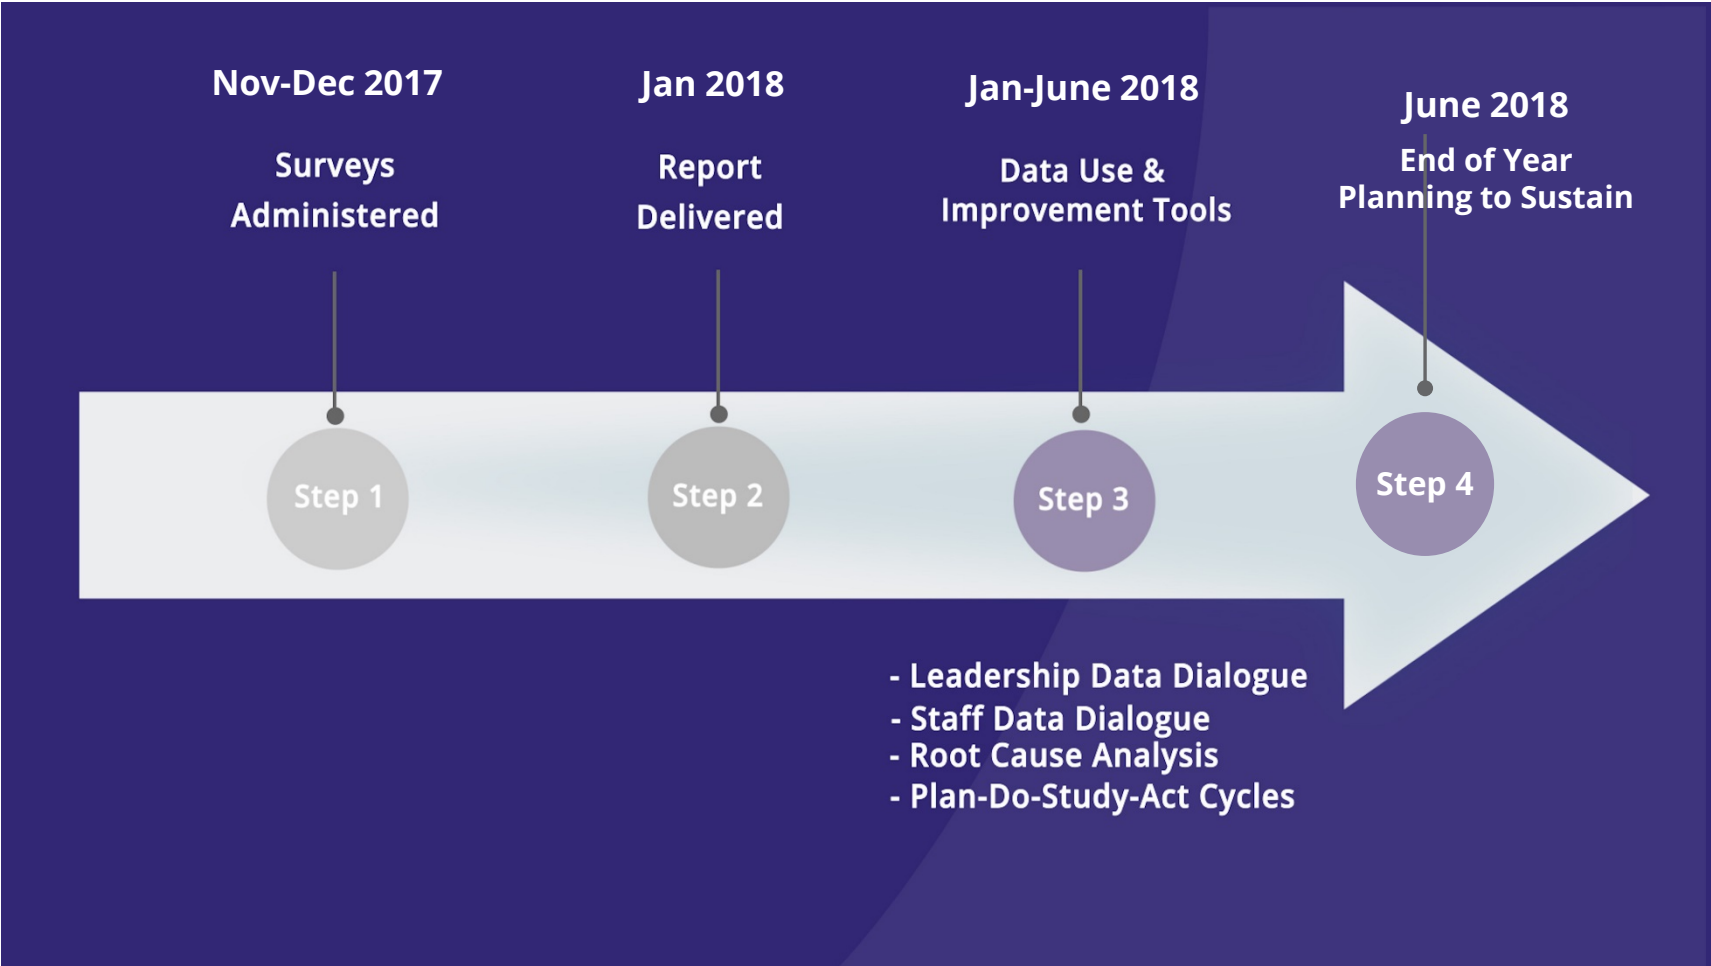 Nov-Dec 2017
Surveys
Administered
Jan 2018
Report
Delivered
Jan-June 2018
Data Use &
Improvement Tools
June 2018
End of Year
Planning to Sustain
Step 1
Step 2
Step 3
Step 4
- Leadership Data Dialogue
- Staff Data Dialogue
- Root Cause Analysis
- Plan-Do-Study-Act Cycles